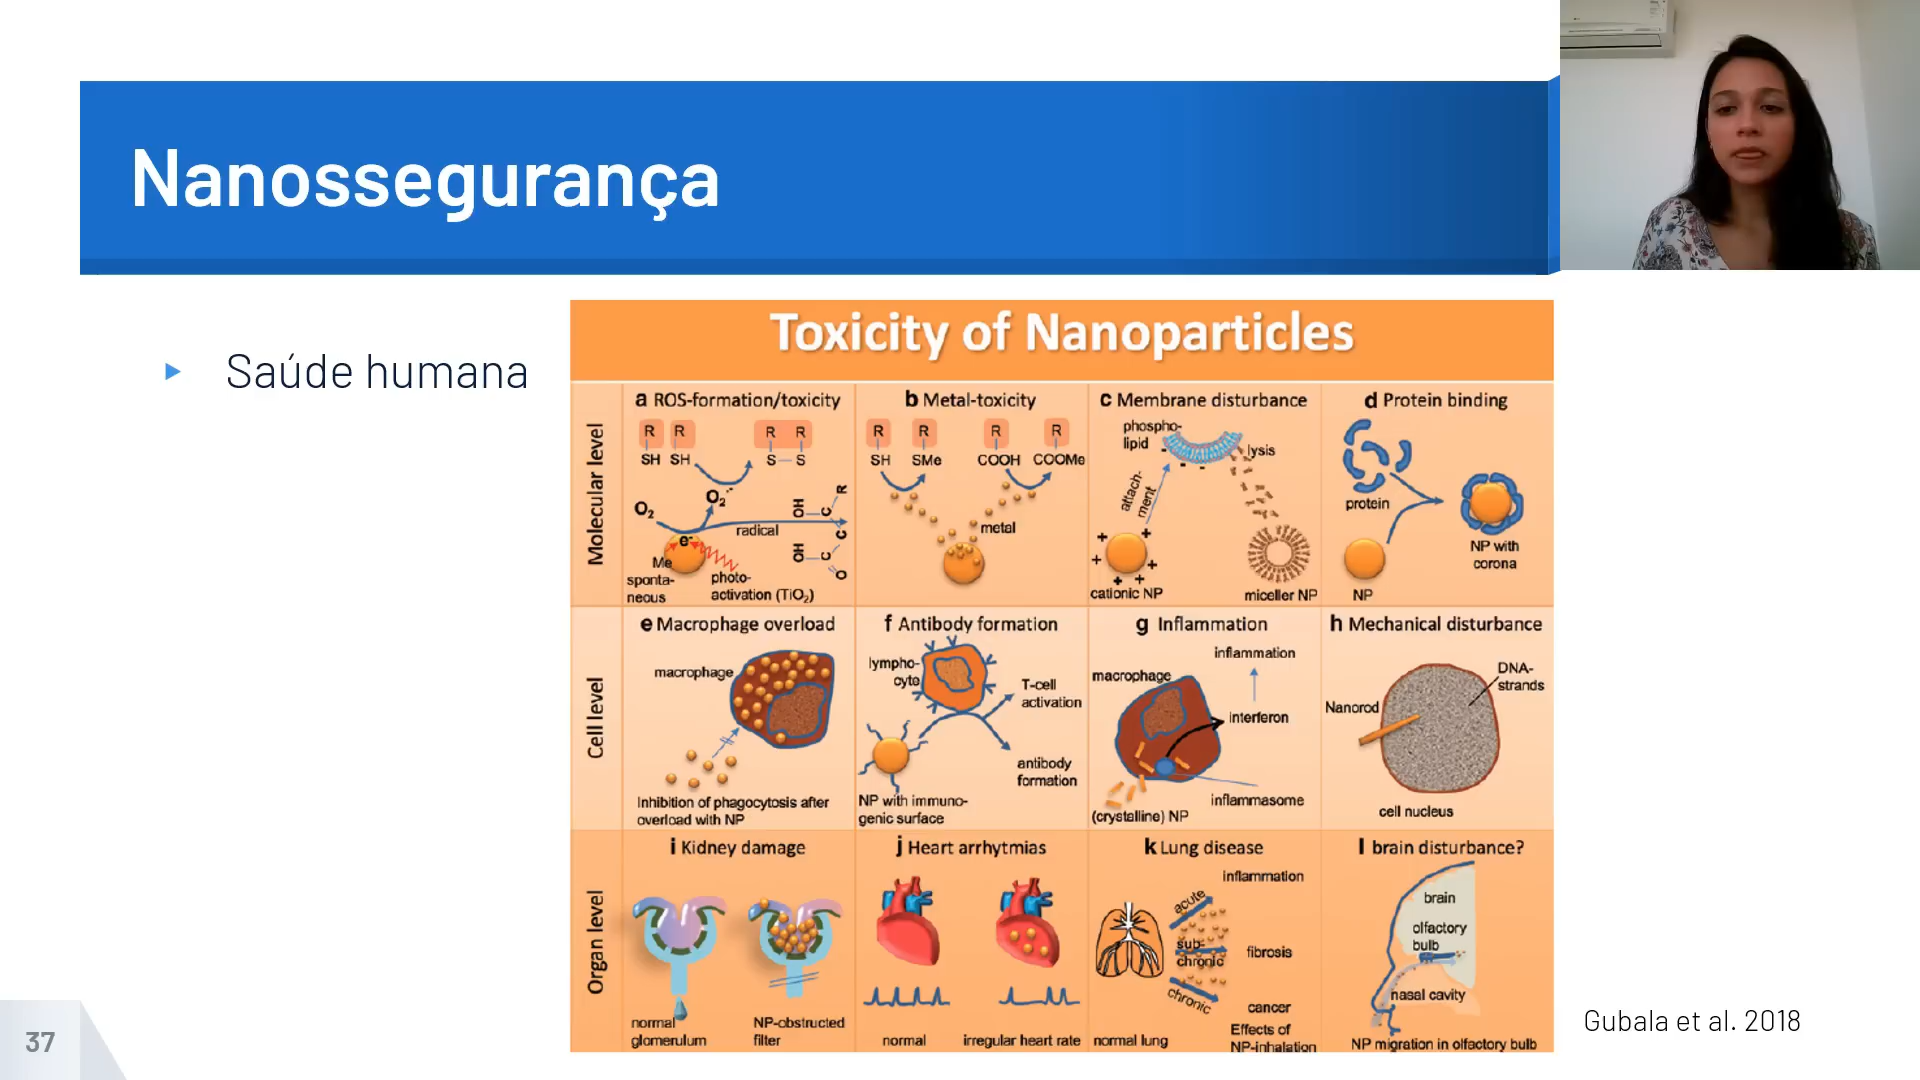 Nanossegurança
Saúde humana
Toxicity of Nanoparticles
Molecular level
a ROS-formation/toxicity
R R
SH SH
R R
S S
O2
O2
e-
Me
sponta-
neous
radical
photo-
activation (TiO2)
OH
C
R
C
OH
C
O
b Metal-toxicity
R R R R
SH SMe COOH COOMe
metal
c Membrane disturbance
phospho-
lipid
lysis
attach-
ment
cationic NP
miceller NP
d Protein binding
protein
NP
NP with
corona
Cell level
e Macrophage overload
macrophage
Inhibition of phagocytosis after
overload with NP
f Antibody formation
lympho-
cyte
T-cell
activation
antibody
formation
NP with immuno-
genic surface
g Inflammation
inflammation
macrophage
interferon
inflammasome
(crystalline) NP
h Mechanical disturbance
DNA-
strands
Nanorod
cell nucleus
Organ level
i Kidney damage
normal
glomerulum
NP-obstructed
filter
j Heart arrhytmias
normal
irregular heart rate
k Lung disease
inflammation
acute
sub-
chronic
fibrosis
chronic
cancer
normal lung
Effects of
NP-inhalation
l brain disturbance?
brain
olfactory
bulb
nasal cavity
NP migration in olfactory bulb
Gubala et al. 2018
37